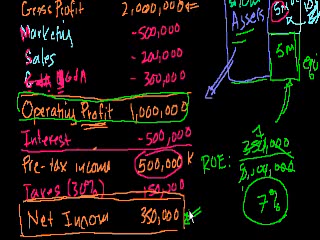 Gross Profit 2,000,000
Marketing -500,000
Sales -200,000
G&A -300,000
Operating Profit 1,000,000
Interest -500,000
Pre-tax income 500,000
Taxes (30%) 150,000
Net Income 350,000
Assets
5M
5M
ROE:
7%